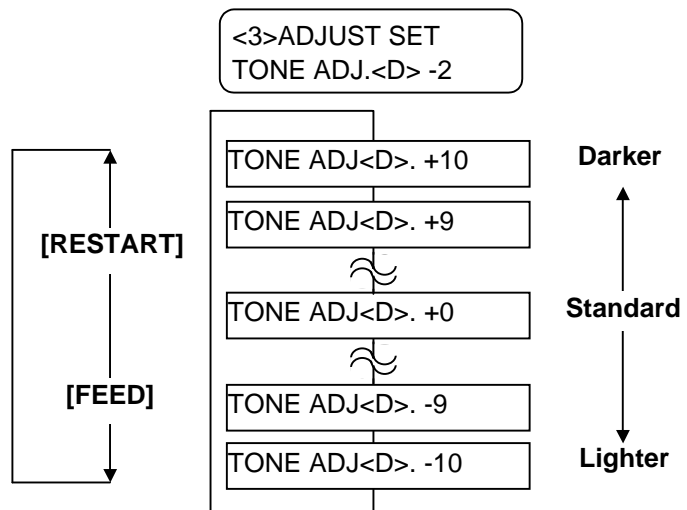 <3>ADJUST SET
TONE ADJ.<D> -2
TONE ADJ<D>. +10
Darker
TONE ADJ<D>. +9
[RESTART]
TONE ADJ<D>. +0
Standard
[FEED]
TONE ADJ<D>. -9
TONE ADJ<D>. -10
Lighter